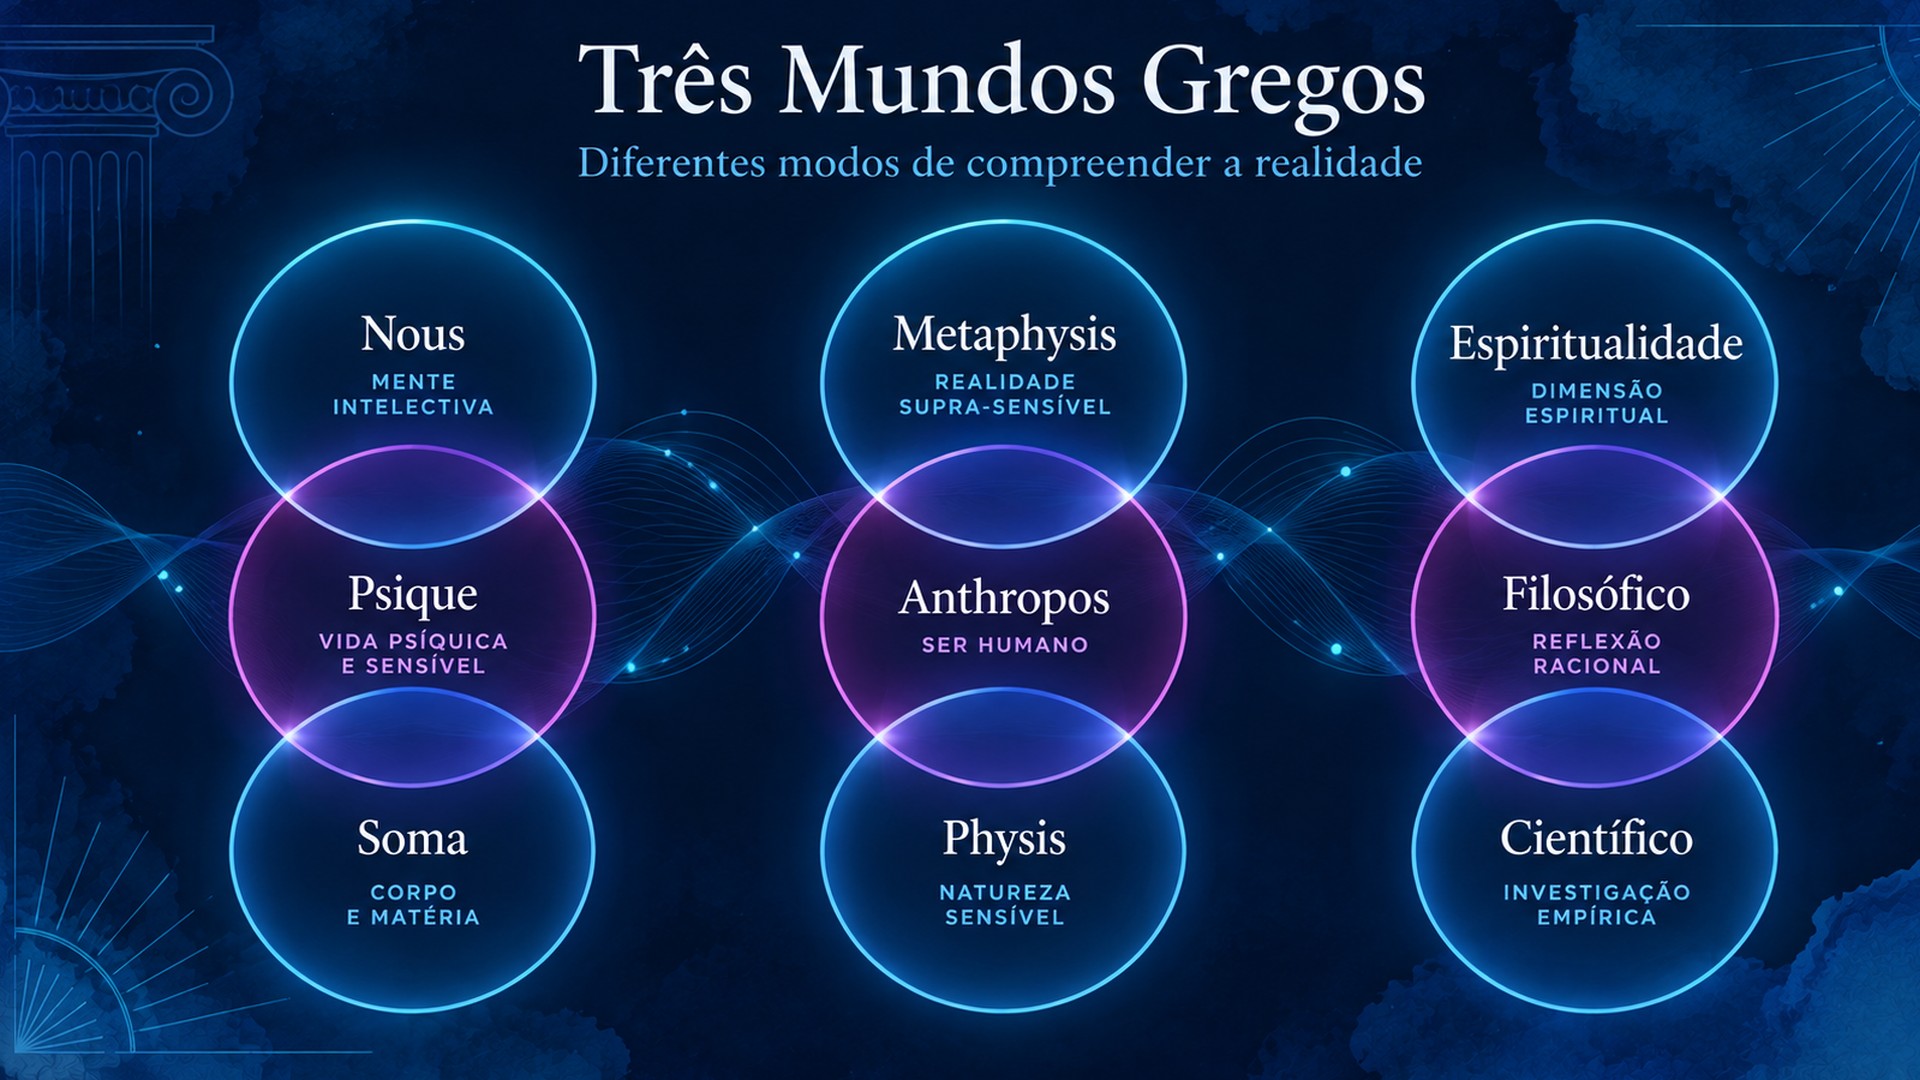 Três Mundos Gregos
Diferentes modos de compreender a realidade
Nous
MENTE
INTELECTIVA
Psique
VIDA PSÍQUICA
E SENSÍVEL
Soma
CORPO
E MATÉRIA
Metaphysis
REALIDADE
SUPRA-SENSÍVEL
Anthropos
SER HUMANO
Physis
NATUREZA
SENSÍVEL
Espiritualidade
DIMENSÃO
ESPIRITUAL
Filosófico
REFLEXÃO
RACIONAL
Científico
INVESTIGAÇÃO
EMPÍRICA